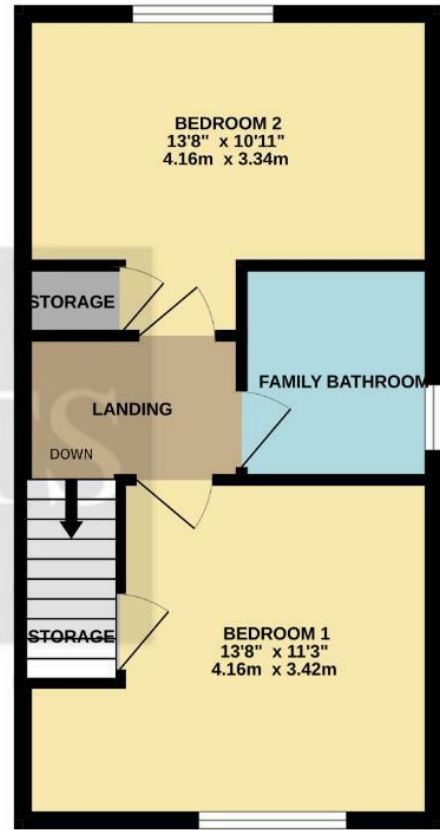 BEDROOM 2
13'8" x 10'11"
4.16m x 3.34m
STORAGE
FAMILY BATHROOM
LANDING
DOWN
STORAGE
BEDROOM 1
13'8" x 11'3"
4.16m x 3.42m